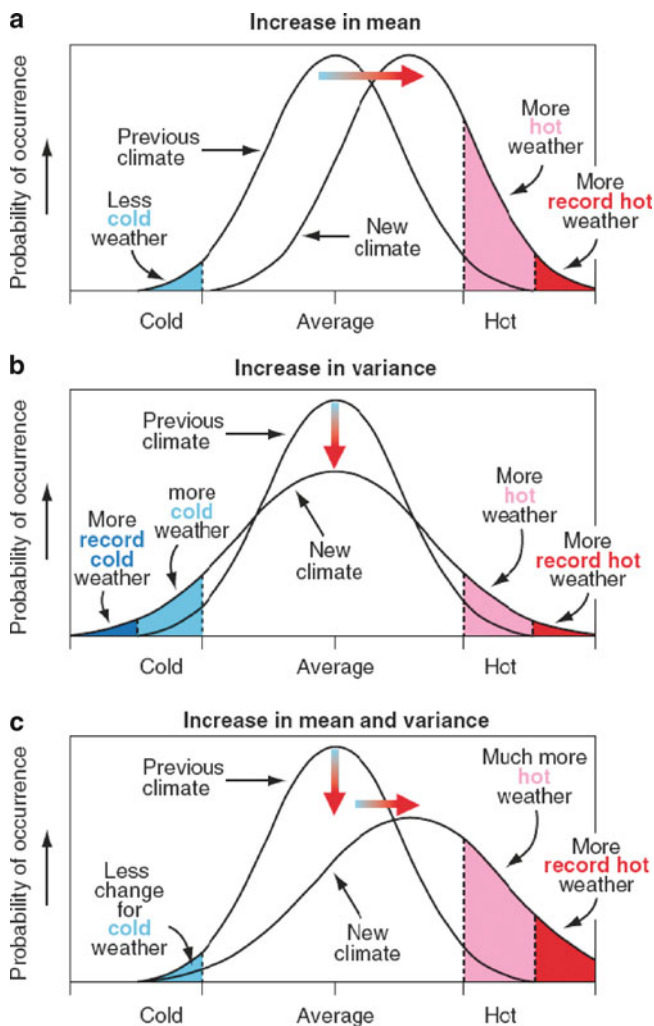 a
Increase in mean
Probability of occurrence
Previous
climate
Less
cold
weather
New
climate
More
hot
weather
More
record hot
weather
Cold
Average
Hot
b
Increase in variance
Probability of occurrence
Previous
climate
more
cold
weather
More
record
cold
weather
New
climate
More
hot
weather
More
record hot
weather
Cold
Average
Hot
c
Increase in mean and variance
Probability of occurrence
Previous
climate
Less
change
for
cold
weather
New
climate
Much more
hot
weather
More
record hot
weather
Cold
Average
Hot